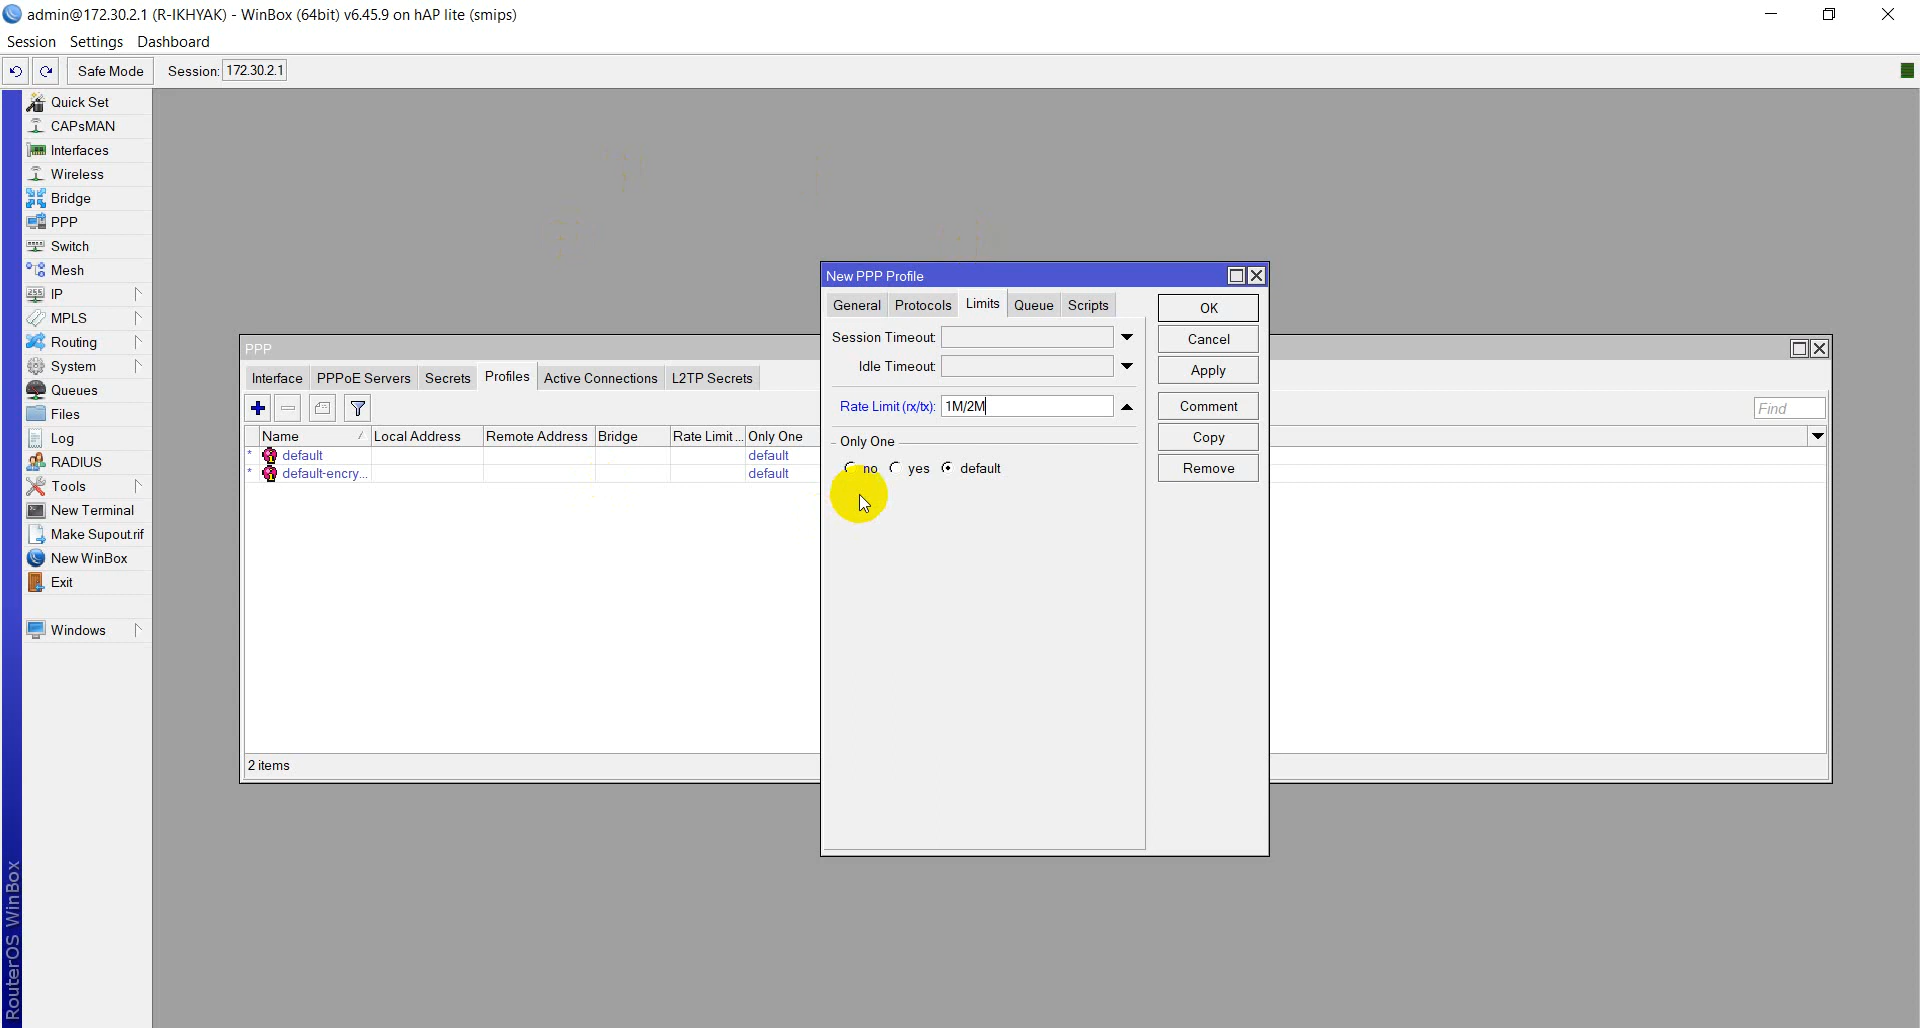 admin@172.30.2.1 (R-IKHYAK) - WinBox (64bit) v6.45.9 on hAP lite (smips)
Session Settings Dashboard
Safe Mode Session: 172.30.2.1
Quick Set
CAPsMAN
Interfaces
Wireless
Bridge
PPP
Switch
Mesh
IP
MPLS
Routing
System
Queues
Files
Log
RADIUS
Tools
New Terminal
Make Supout.rif
New WinBox
Exit
Windows
RouterOS WinBox
PPP
Interface PPPoE Servers Secrets Profiles Active Connections L2TP Secrets
Find
Name Local Address Remote Address Bridge Rate Limit... Only One
* default default
* default-encry... default
2 items
New PPP Profile
General Protocols Limits Queue Scripts
Session Timeout:
Idle Timeout:
Rate Limit (rx/tx): 1M/2M
Only One
no yes default
OK
Cancel
Apply
Comment
Copy
Remove